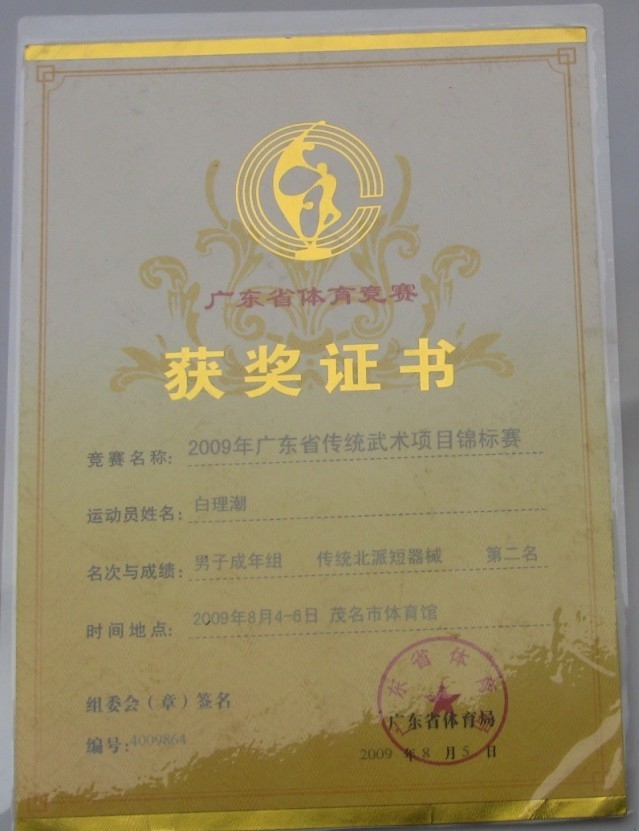 广东省体育竞赛
获奖证书
竞赛名称: 2009年广东省传统武术项目锦标赛
运动员姓名: 白理潮
名次与成绩: 男子成年组 传统北派短器械 第二名
时间地点: 2009年8月4-6日 茂名市体育馆
组委会（章）签名
广东省体育局
编号: 4009864
2009 年 8 月 5 日